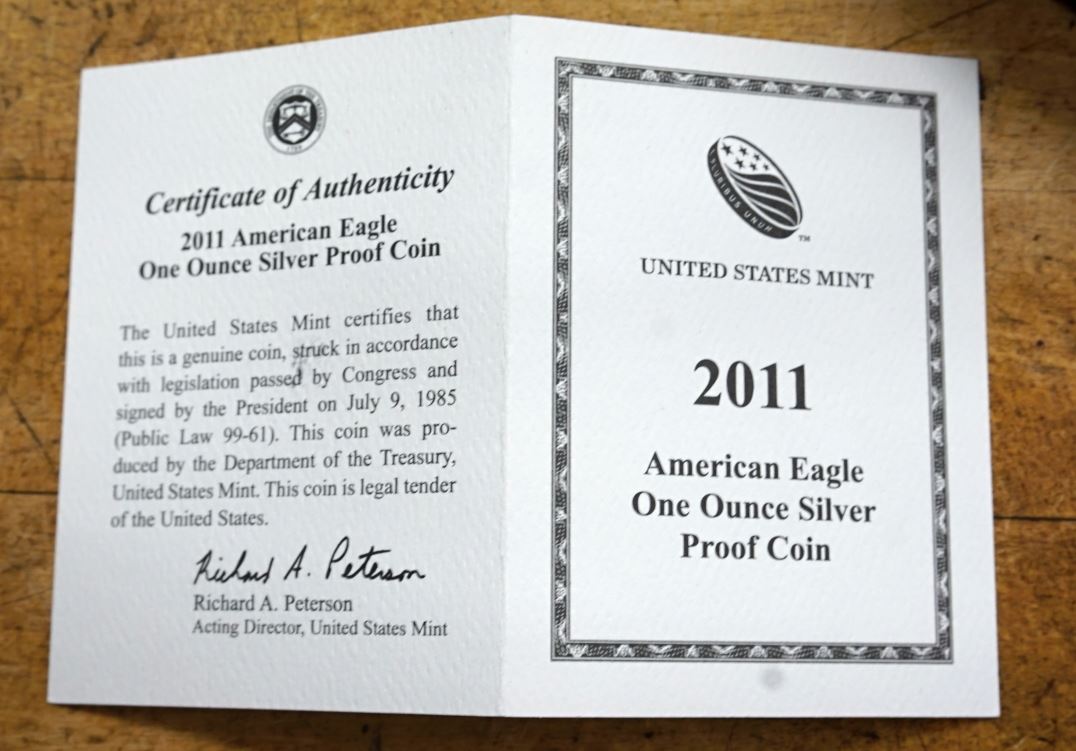 Certificate of Authenticity
2011 American Eagle
One Ounce Silver Proof Coin
The United States Mint certifies that
this is a genuine coin, struck in accordance
with legislation passed by Congress and
signed by the President on July 9, 1985
(Public Law 99-61). This coin was pro-
duced by the Department of the Treasury,
United States Mint. This coin is legal tender
of the United States.
Richard A. Peterson
Richard A. Peterson
Acting Director, United States Mint
PLURIBUS UNUM
TM
UNITED STATES MINT
2011
American Eagle
One Ounce Silver
Proof Coin